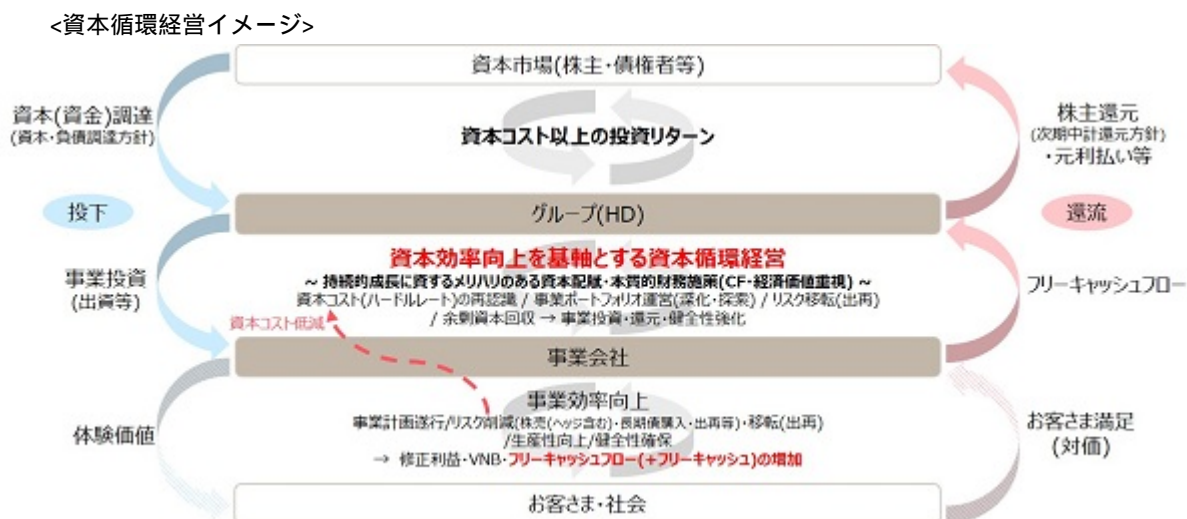 <資本循環経営イメージ>
資本市場(株主・債権者等)
資本(資金)調達
(資本・負債調達方針)
資本コスト以上の投資リターン
株主還元
(次期中計還元方針)
・元利払い等
投下
グループ(HD)
還流
事業投資
(出資等)
資本効率向上を基軸とする資本循環経営
~ 持続的成長に資するメリハリのある資本配賦・本質的財務施策(CF・経済価値重視) ~
資本コスト(ハードルレート)の再認識 / 事業ポートフォリオ運営(深化・探索) / リスク移転(出再)
/ 余剰資本回収 → 事業投資・還元・健全性強化
フリーキャッシュフロー
資本コスト低減
事業会社
体験価値
事業効率向上
事業計画遂行/リスク削減(株売(ヘッジ含む)・長期債購入・出再等)・移転(出再)
/生産性向上/健全性確保
→ 修正利益・VNB・フリーキャッシュフロー(+フリーキャッシュ)の増加
お客さま満足
(対価)
お客さま・社会